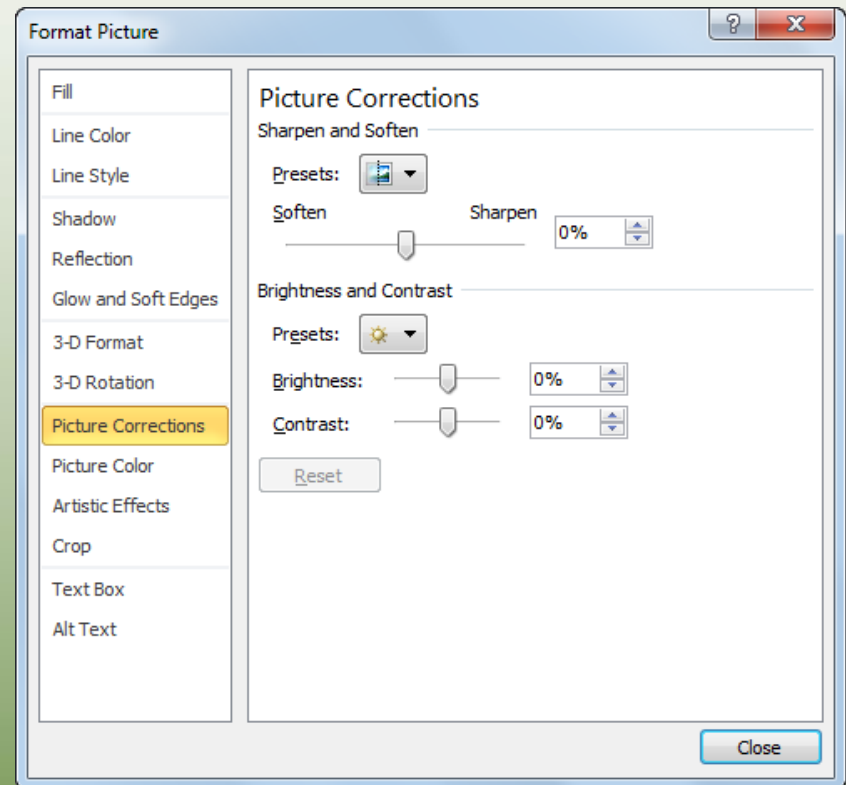 Format Picture
Fill
Line Color
Line Style
Shadow
Reflection
Glow and Soft Edges
3-D Format
3-D Rotation
Picture Corrections
Picture Color
Artistic Effects
Crop
Text Box
Alt Text
Picture Corrections
Sharpen and Soften
Presets:
Soften Sharpen
0%
Brightness and Contrast
Presets:
Brightness: 0%
Contrast: 0%
Reset
Close